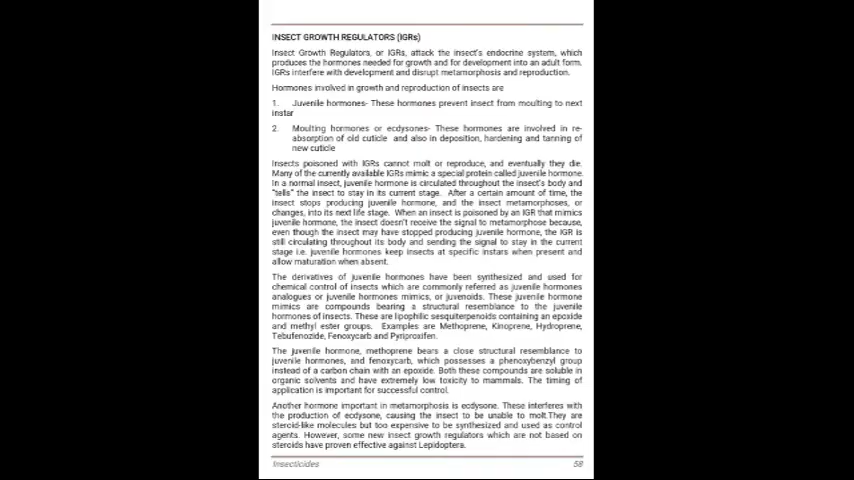 INSECT GROWTH REGULATORS (IGRs)
Insect Growth Regulators, or IGRs, attack the insect's endocrine system, which
produces the hormones needed for growth and for development into an adult form.
IGRs interfere with development and disrupt metamorphosis and reproduction.
Hormones involved in growth and reproduction of insects are
1. Juvenile hormones- These hormones prevent insect from moulting to next
instar
2. Moulting hormones or ecdysones- These hormones are involved in re-
absorption of old cuticle and also in deposition, hardening and tanning of
new cuticle
Insects poisoned with IGRs cannot molt or reproduce, and eventually they die.
Many of the currently available IGRs mimic a special protein called juvenile hormone.
In a normal insect, juvenile hormone is circulated throughout the insect's body and
"tells" the insect to stay in its current stage. After a certain amount of time, the
insect stops producing juvenile hormone, and the insect metamorphoses, or
changes, into its next life stage. When an insect is poisoned by an IGR that mimics
juvenile hormone, the insect doesn't receive the signal to metamorphose because,
even though the insect may have stopped producing juvenile hormone, the IGR is
still circulating throughout its body and sending the signal to stay in the current
stage i.e. juvenile hormones keep insects at specific instars when present and
allow maturation when absent.
The derivatives of juvenile hormones have been synthesized and used for
chemical control of insects which are commonly referred as juvenile hormones
analogues or juvenile hormones mimics, or juvenoids. These juvenile hormone
mimics are compounds bearing a structural resemblance to the juvenile
hormones of insects. These are lipophilic sesquiterpenoids containing an epoxide
and methyl ester groups. Examples are Methoprene, Kinoprene, Hydroprene,
Tebufenozide, Fenoxycarb and Pyriproxifen.
The juvenile hormone, methoprene bears a close structural resemblance to
juvenile hormones, and fenoxycarb, which possesses a phenoxybenzyl group
instead of a carbon chain with an epoxide. Both these compounds are soluble in
organic solvents and have extremely low toxicity to mammals. The timing of
application is important for successful control.
Another hormone important in metamorphosis is ecdysone. These interferes with
the production of ecdysone, causing the insect to be unable to molt.They are
steroid-like molecules but too expensive to be synthesized and used as control
agents. However, some new insect growth regulators which are not based on
steroids have proven effective against Lepidoptera.
Insecticides 58